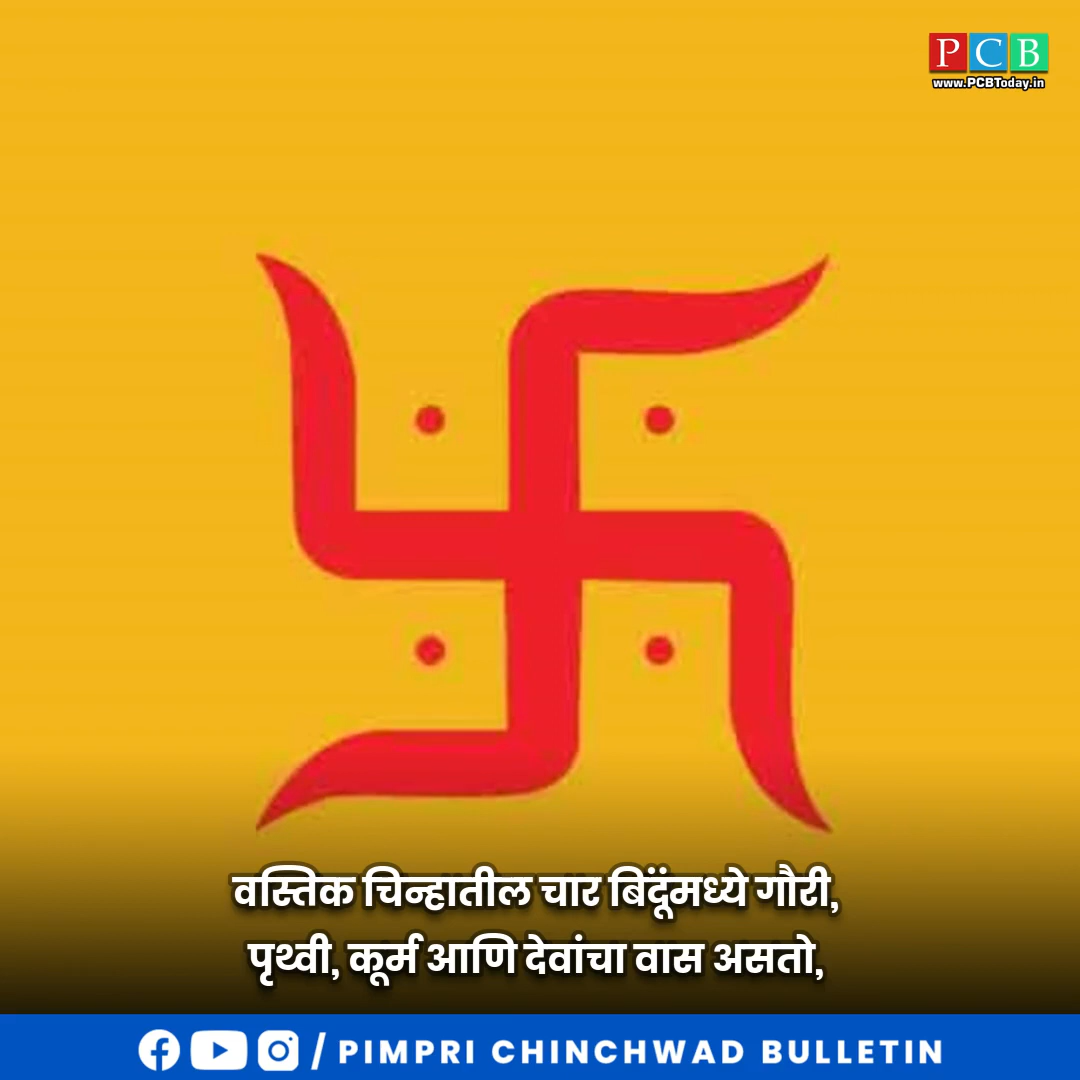 PCB
www.PCBToday.in
वस्तिक चिन्हातील चार बिंदूंमध्ये गौरी,
पृथ्वी, कूर्म आणि देवांचा वास असतो,
/ PIMPRI CHINCHWAD BULLETIN